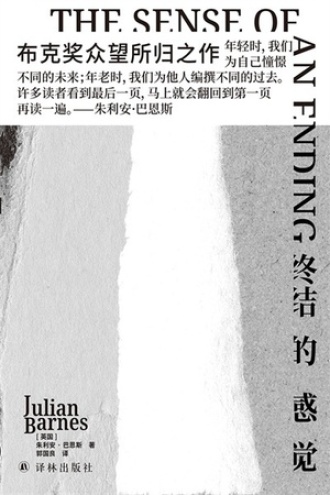 THE SENSE OF
AN ENDING
终结的感觉
布克奖众望所归之作
年轻时，我们
为自己憧憬
不同的未来；年老时，我们为他人编撰不同的过去。
许多读者看到最后一页，马上就会翻回到第一页
再读一遍。——朱利安·巴恩斯
Julian
Barnes
[英国]
朱利安·巴恩斯 著
郭国良 译
译林出版社